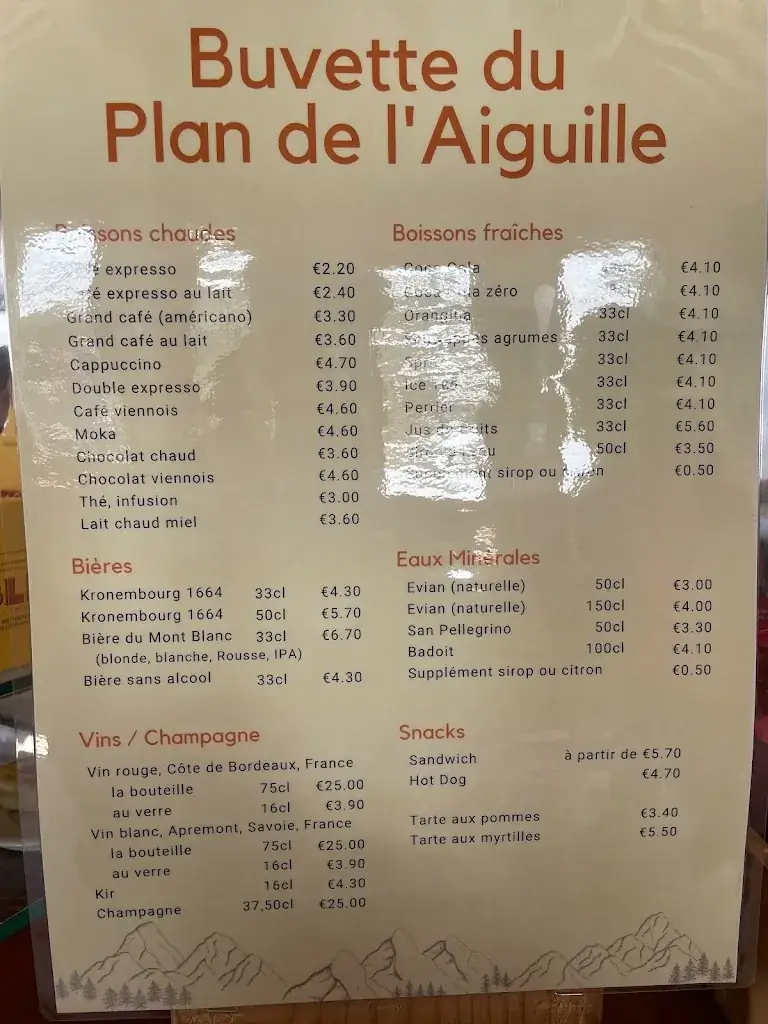 Buvette du
Plan de l'Aiguille
chaudes
expresso €2.20
expresso au lait €2.40
Grand café (américano) €3.30
Grand café au lait €3.60
Cappuccino €4.70
Double expresso €3.90
Café viennois €4.60
Moka €4.60
Chocolat chaud €3.60
Chocolat viennois €4.60
Thé, infusion €3.00
Lait chaud miel €3.60
Boissons fraîches
Coca Cola €4.10
zéro €4.10
Orangina 33cl €4.10
agrumes 33cl €4.10
33cl €4.10
Ice 33cl €4.10
Perrier 33cl €4.10
Jus de fruits 33cl €5.60
50cl €3.50
sirop ou €0.50
Bières
Kronembourg 1664 33cl €4.30
Kronembourg 1664 50cl €5.70
Bière du Mont Blanc 33cl €6.70
(blonde, blanche, Rousse, IPA)
Bière sans alcool 33cl €4.30
Eaux Minérales
Evian (naturelle) 50cl €3.00
Evian (naturelle) 150cl €4.00
San Pellegrino 50cl €3.30
Badoit 100cl €4.10
Supplément sirop ou citron €0.50
Vins / Champagne
Vin rouge, Côte de Bordeaux, France
la bouteille 75cl €25.00
au verre 16cl €3.90
Vin blanc, Apremont, Savoie, France
la bouteille 75cl €25.00
au verre 16cl €3.90
Kir 16cl €4.30
Champagne 37,50cl €25.00
Snacks
Sandwich à partir de €5.70
Hot Dog €4.70
Tarte aux pommes €3.40
Tarte aux myrtilles €5.50